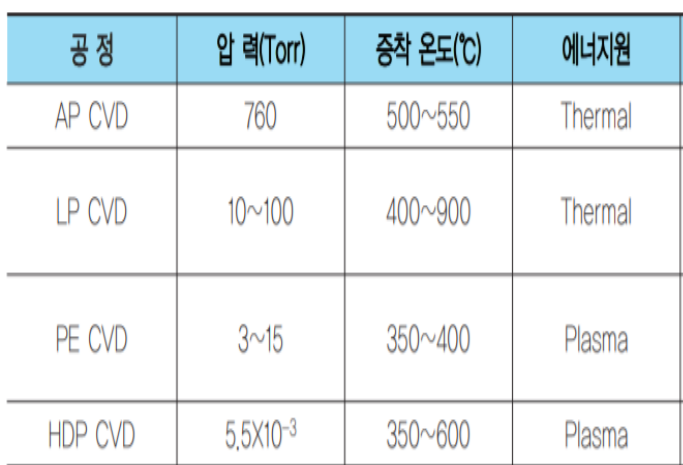 공 정 압 력(Torr) 증착 온도(℃) 에너지원
AP CVD 760 500~550 Thermal
LP CVD 10~100 400~900 Thermal
PE CVD 3~15 350~400 Plasma
HDP CVD 5.5X10⁻³ 350~600 Plasma